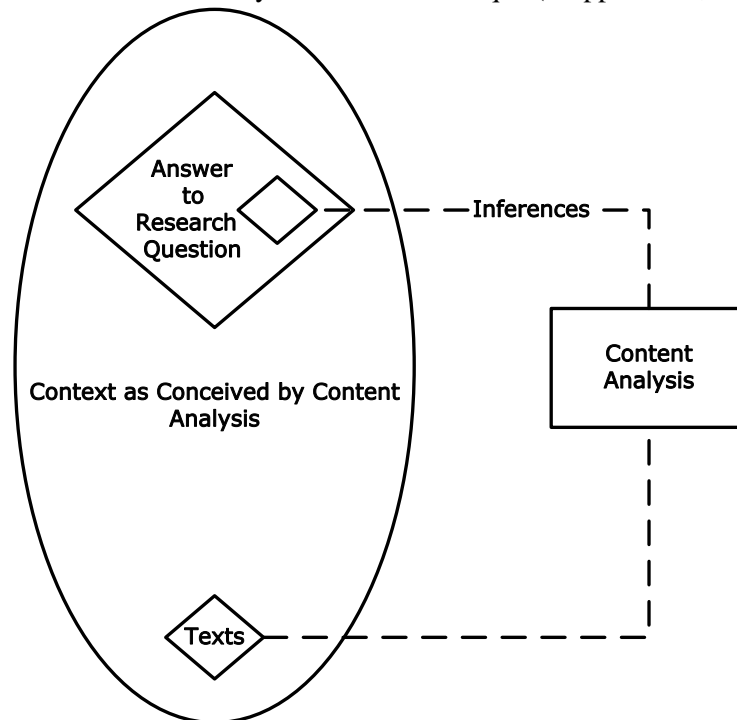 Answer
to
Research
Question
Inferences
Content
Analysis
Context as Conceived by Content
Analysis
Texts